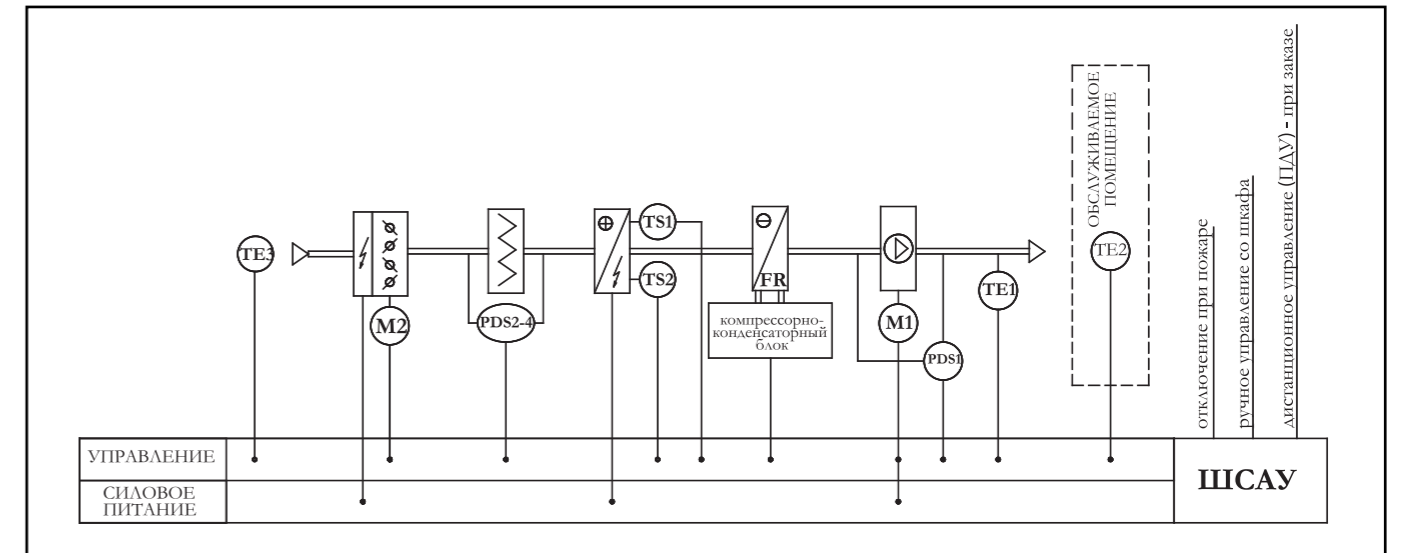 ОБСЛУЖИВАЕМОЕ
ПОМЕЩЕНИЕ
отключение при пожаре
ручное управление со шкафа
дистанционное управление (ПДУ) - при заказе
TE3
TS1
TE2
TS2
FR
TE1
M2
PDS2-4
компрессорно-
конденсаторный
блок
M1
PDS1
УПРАВЛЕНИЕ
СИЛОВОЕ
ПИТАНИЕ
ШСАУ